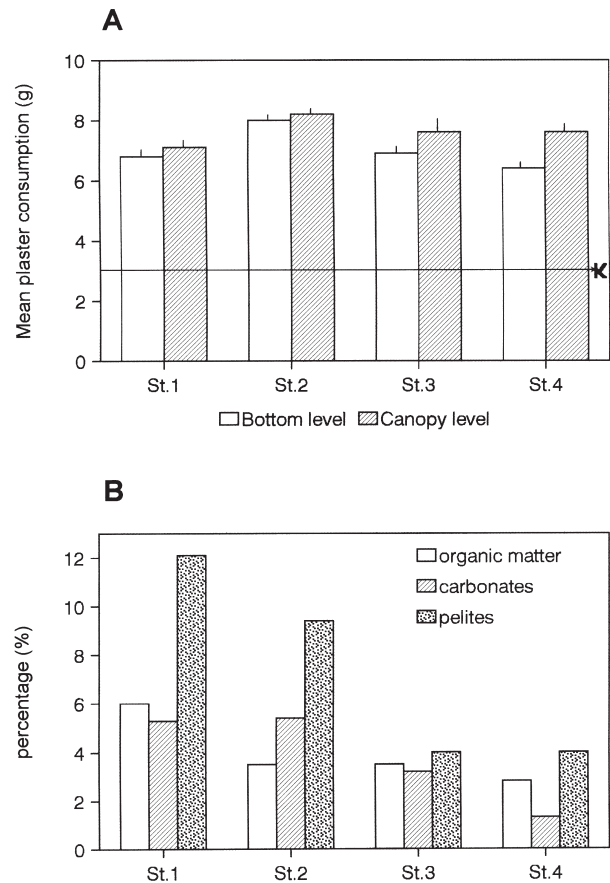 A
Mean plaster consumption (g)
10
8
6
4
2
0
K
St.1 St.2 St.3 St.4
Bottom level Canopy level
B
percentage (%)
12
10
8
6
4
2
0
organic matter
carbonates
pelites
St.1 St.2 St.3 St.4